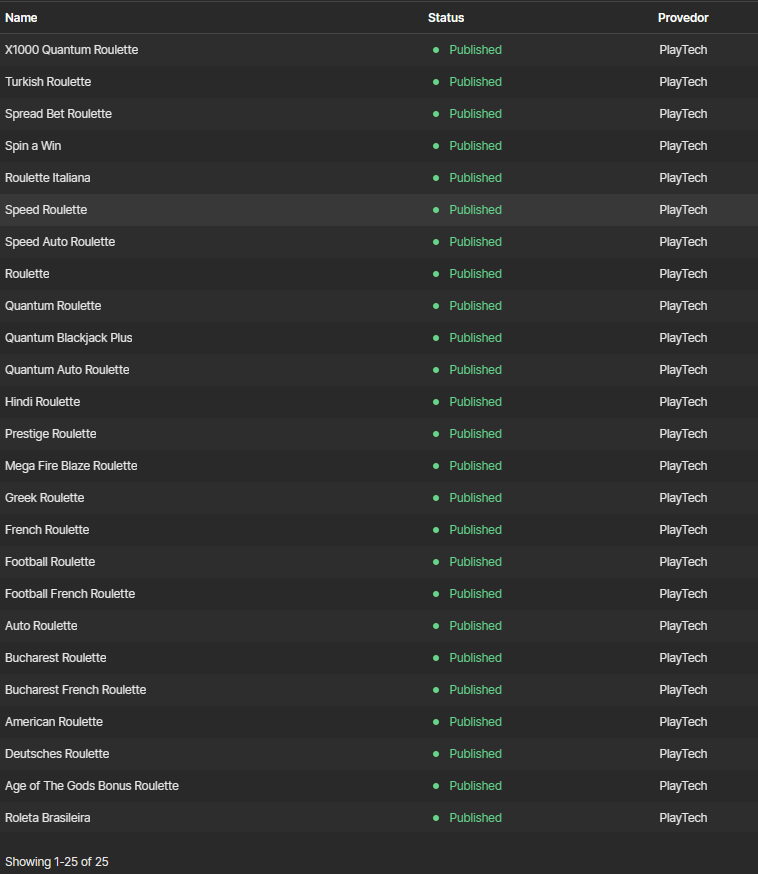 Name Status Provedor
X1000 Quantum Roulette Published PlayTech
Turkish Roulette Published PlayTech
Spread Bet Roulette Published PlayTech
Spin a Win Published PlayTech
Roulette Italiana Published PlayTech
Speed Roulette Published PlayTech
Speed Auto Roulette Published PlayTech
Roulette Published PlayTech
Quantum Roulette Published PlayTech
Quantum Blackjack Plus Published PlayTech
Quantum Auto Roulette Published PlayTech
Hindi Roulette Published PlayTech
Prestige Roulette Published PlayTech
Mega Fire Blaze Roulette Published PlayTech
Greek Roulette Published PlayTech
French Roulette Published PlayTech
Football Roulette Published PlayTech
Football French Roulette Published PlayTech
Auto Roulette Published PlayTech
Bucharest Roulette Published PlayTech
Bucharest French Roulette Published PlayTech
American Roulette Published PlayTech
Deutsches Roulette Published PlayTech
Age of The Gods Bonus Roulette Published PlayTech
Roleta Brasileira Published PlayTech
Showing 1-25 of 25